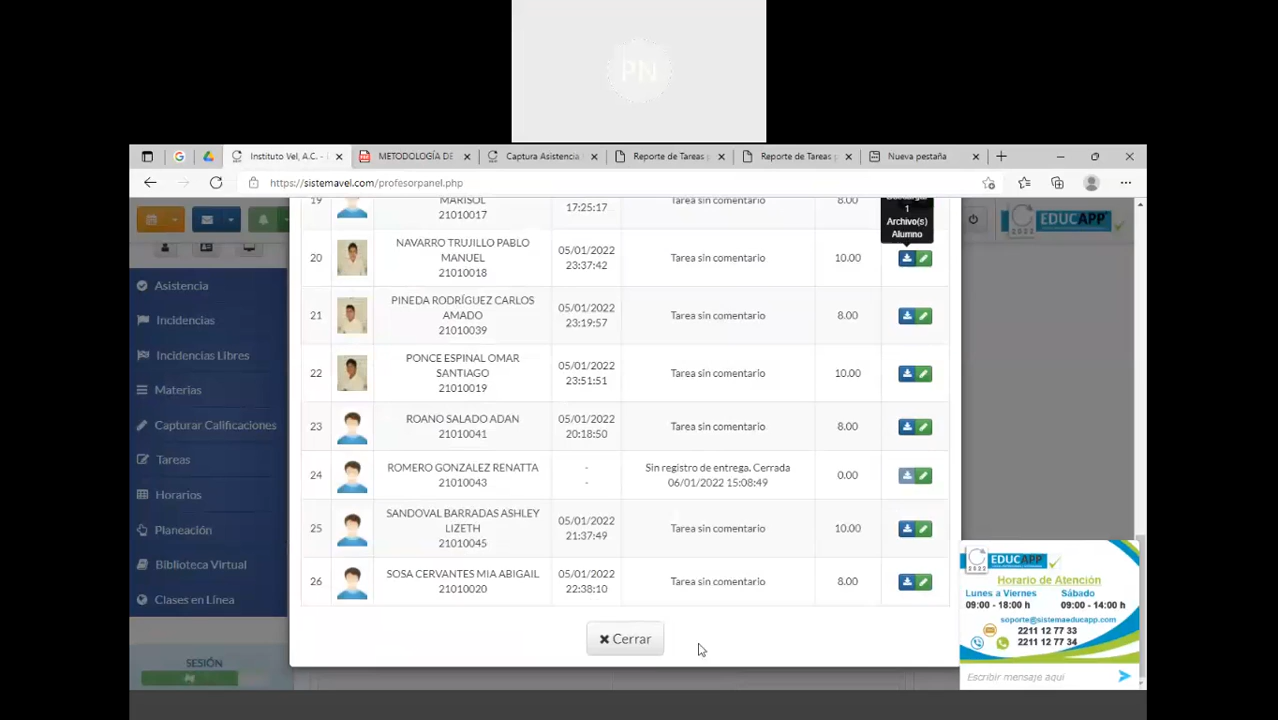 PN
Instituto Vel, A.C. -
METODOLOGÍA DE
Captura Asistencia
Reporte de Tareas
Reporte de Tareas
Nueva pestaña
https://sistemavel.com/profesorpanel.php
EDUCAPP
Asistencia
Incidencias
Incidencias Libres
Materias
Capturar Calificaciones
Tareas
Horarios
Planeación
Biblioteca Virtual
Clases en Línea
SESIÓN
19 MARISOL 21010017 17:25:17 Tarea sin comentario 8.00
1
Archivo(s)
Alumno
20 NAVARRO TRUJILLO PABLO MANUEL 21010018 05/01/2022 23:37:42 Tarea sin comentario 10.00
21 PINEDA RODRÍGUEZ CARLOS AMADO 21010039 05/01/2022 23:19:57 Tarea sin comentario 8.00
22 PONCE ESPINAL OMAR SANTIAGO 21010019 05/01/2022 23:51:51 Tarea sin comentario 10.00
23 ROANO SALADO ADAN 21010041 05/01/2022 20:18:50 Tarea sin comentario 8.00
24 ROMERO GONZALEZ RENATTA 21010043 - - Sin registro de entrega. Cerrada 06/01/2022 15:08:49 0.00
25 SANDOVAL BARRADAS ASHLEY LIZETH 21010045 05/01/2022 21:37:49 Tarea sin comentario 10.00
26 SOSA CERVANTES MIA ABIGAIL 21010020 05/01/2022 22:38:10 Tarea sin comentario 8.00
Cerrar
2022 EDUCAPP
Horario de Atención
Lunes a Viernes Sábado
09:00 - 18:00 h 09:00 - 14:00 h
soporte@sistemaeducapp.com
2211 12 77 33
2211 12 77 34
Escribir mensaje aquí